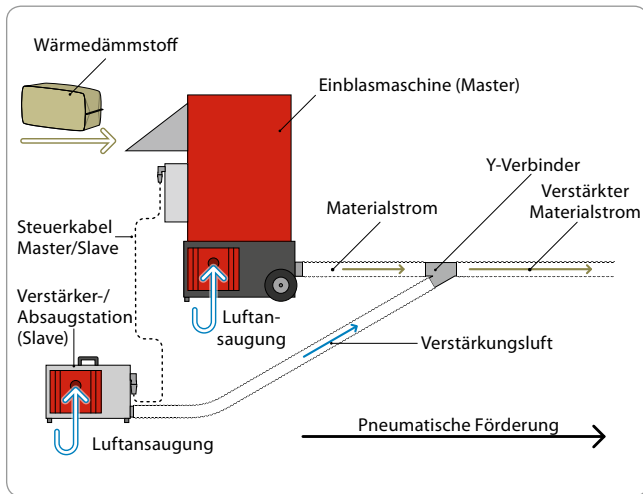 Wärmedämmstoff
Einblasmaschine (Master)
Y-Verbinder
Materialstrom
Verstärkter
Materialstrom
Steuerkabel
Master/Slave
Verstärker-/
Absaugstation
(Slave)
Luftan-
saugung
Verstärkungsluft
Luftansaugung
Pneumatische Förderung